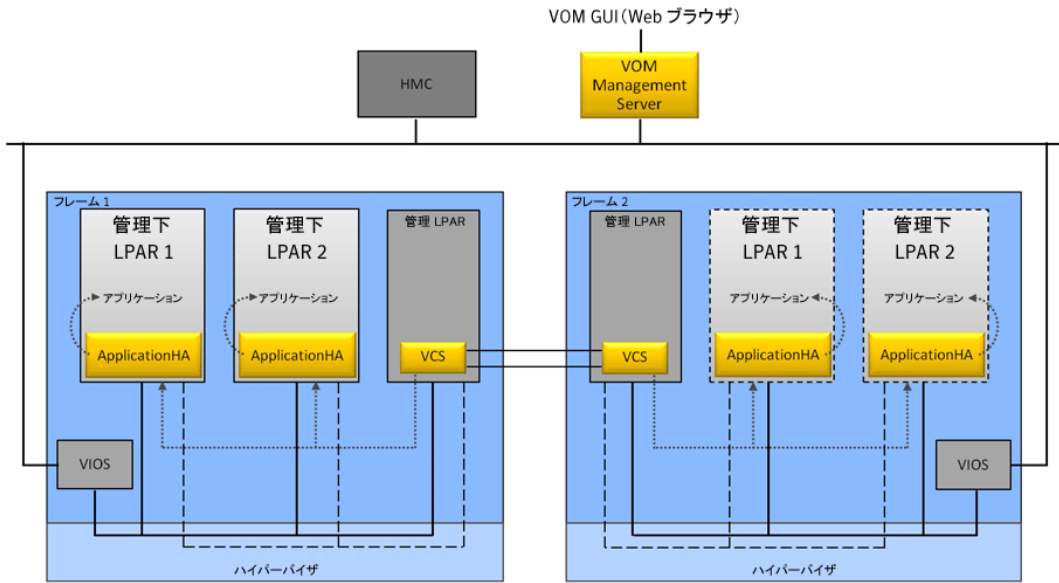 VOM GUI(Web ブラウザ)
HMC
VOM
Management
Server
フレーム 1
管理下
LPAR 1
アプリケーション
ApplicationHA
管理下
LPAR 2
アプリケーション
ApplicationHA
管理 LPAR
VCS
VIOS
ハイパーバイザ
フレーム 2
管理 LPAR
VCS
管理下
LPAR 1
アプリケーション
ApplicationHA
管理下
LPAR 2
アプリケーション
ApplicationHA
VIOS
ハイパーバイザ